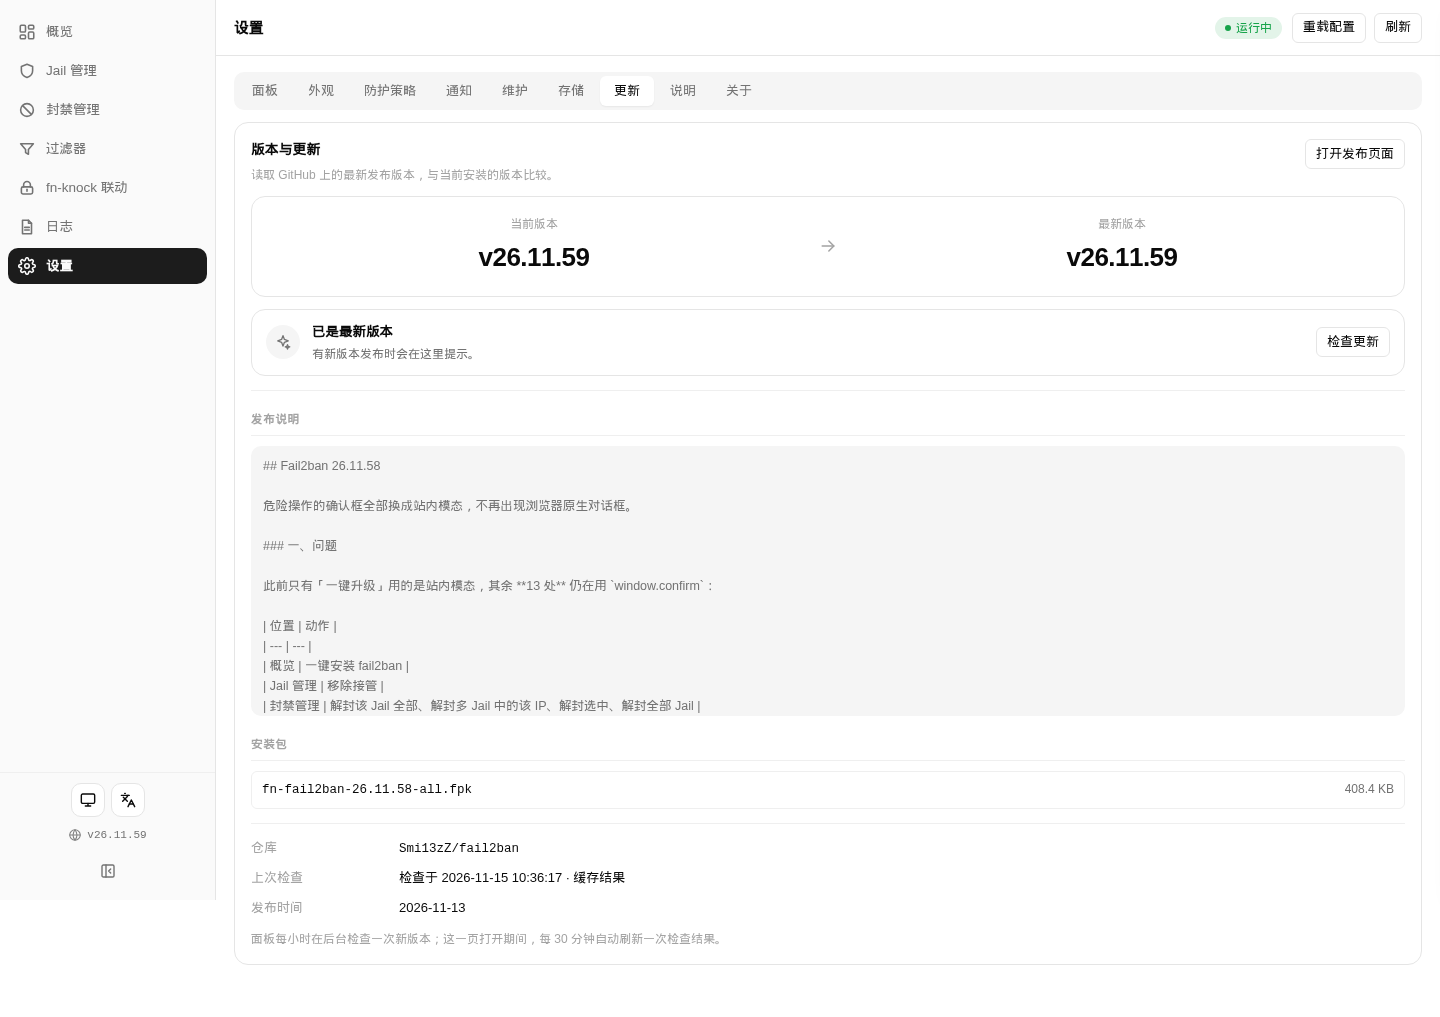 概览
Jail 管理
封禁管理
过滤器
fn-knock 联动
日志
设置
v26.11.59
设置
运行中
重载配置
刷新
面板
外观
防护策略
通知
维护
存储
更新
说明
关于
版本与更新
读取 GitHub 上的最新发布版本，与当前安装的版本比较。
打开发布页面
当前版本
v26.11.59
最新版本
v26.11.59
已是最新版本
有新版本发布时会在这里提示。
检查更新
发布说明
## Fail2ban 26.11.58
危险操作的确认框全部换成站内模态，不再出现浏览器原生对话框。
### 一、问题
此前只有「一键升级」用的是站内模态，其余 **13 处** 仍在用 `window.confirm`：
| 位置 | 动作 |
| --- | --- |
| 概览 | 一键安装 fail2ban |
| Jail 管理 | 移除接管 |
| 封禁管理 | 解封该 Jail 全部、解封多 Jail 中的该 IP、解封选中、解封全部 Jail |
安装包
fn-fail2ban-26.11.58-all.fpk
408.4 KB
仓库
Smi13zZ/fail2ban
上次检查
检查于 2026-11-15 10:36:17 · 缓存结果
发布时间
2026-11-13
面板每小时在后台检查一次新版本；这一页打开期间，每 30 分钟自动刷新一次检查结果。